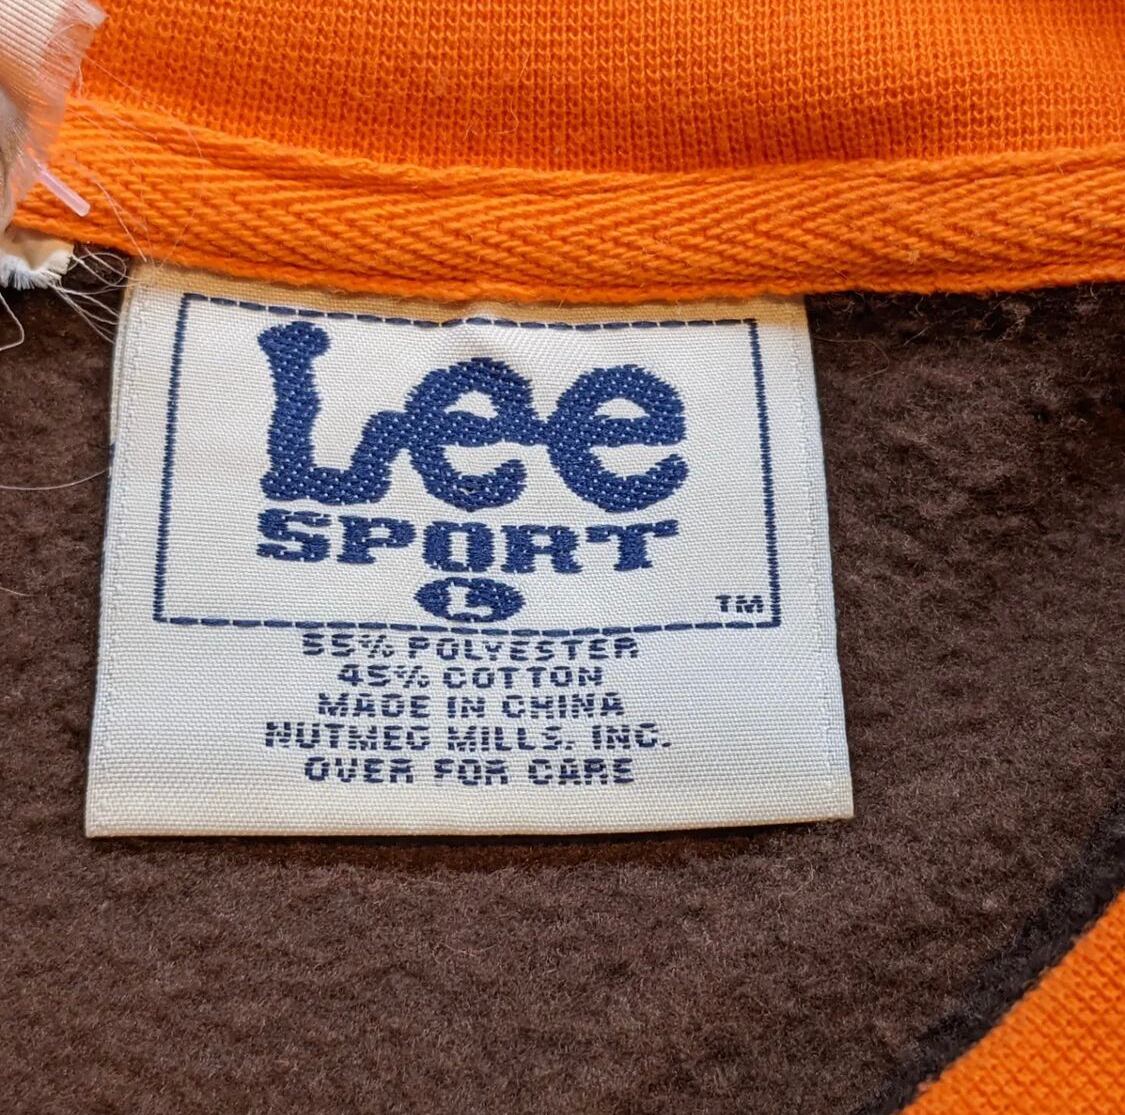 Lee
SPORT
L
TM
55% POLYESTER
45% COTTON
MADE IN CHINA
NUTMEG MILLS, INC.
OVER FOR CARE